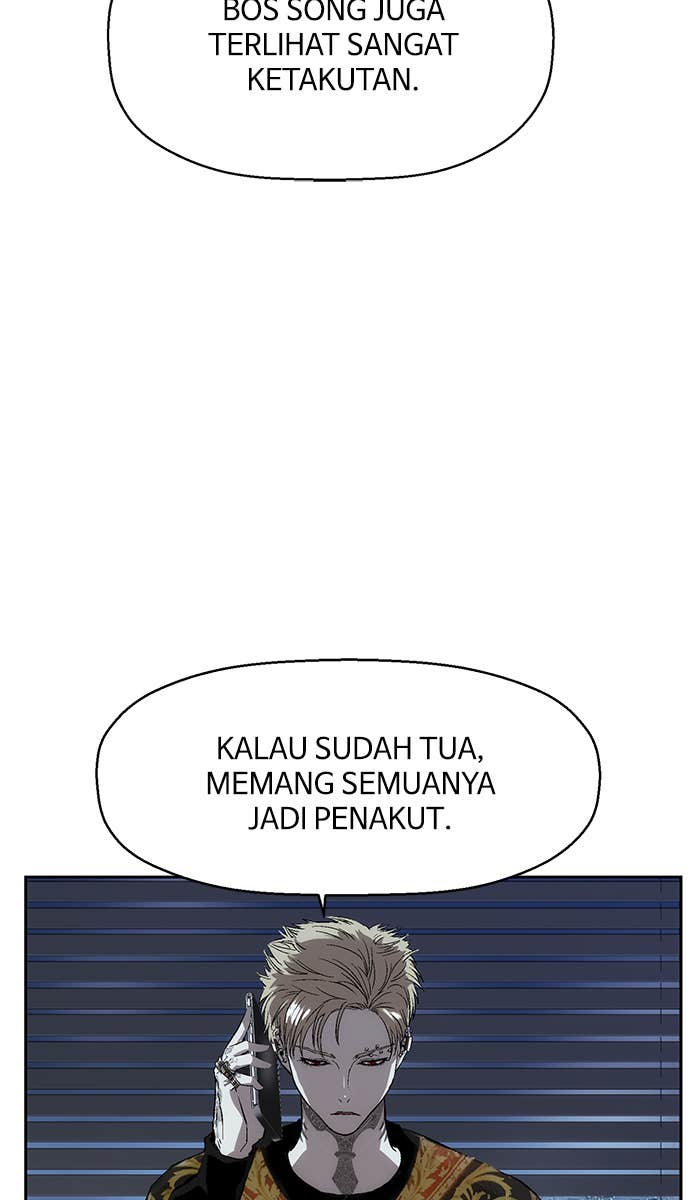 BOS SONG JUGA
TERLIHAT SANGAT
KETAKUTAN.
KALAU SUDAH TUA,
MEMANG SEMUANYA
JADI PENAKUT.